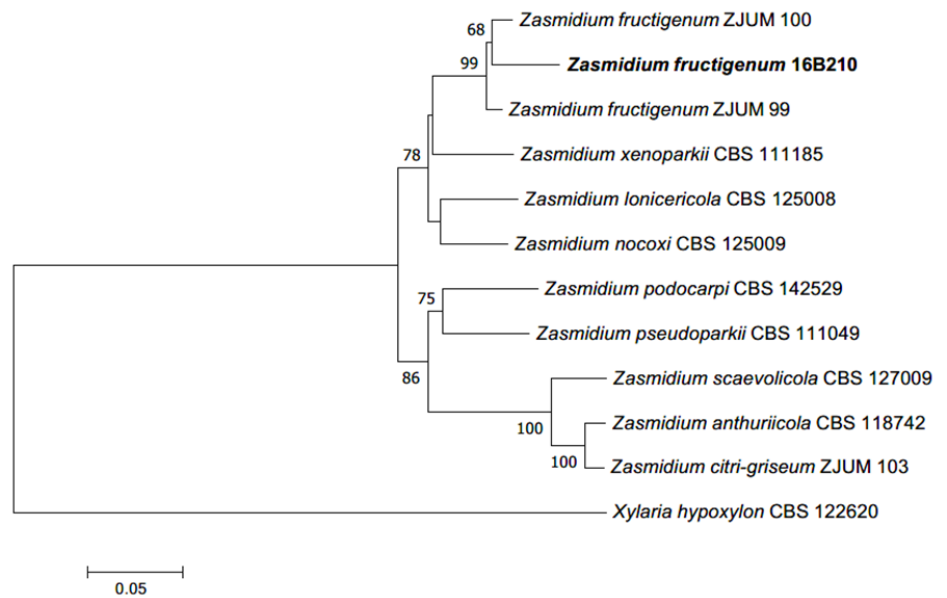 Zasmidium fructigenum ZJUM 100
68
Zasmidium fructigenum 16B210
99
Zasmidium fructigenum ZJUM 99
Zasmidium xenoparkii CBS 111185
78
Zasmidium lonicericola CBS 125008
Zasmidium nocoxi CBS 125009
Zasmidium podocarpi CBS 142529
75
Zasmidium pseudoparkii CBS 111049
86
Zasmidium scaevolicola CBS 127009
Zasmidium anthuriicola CBS 118742
100
100
Zasmidium citri-griseum ZJUM 103
Xylaria hypoxylon CBS 122620
0.05